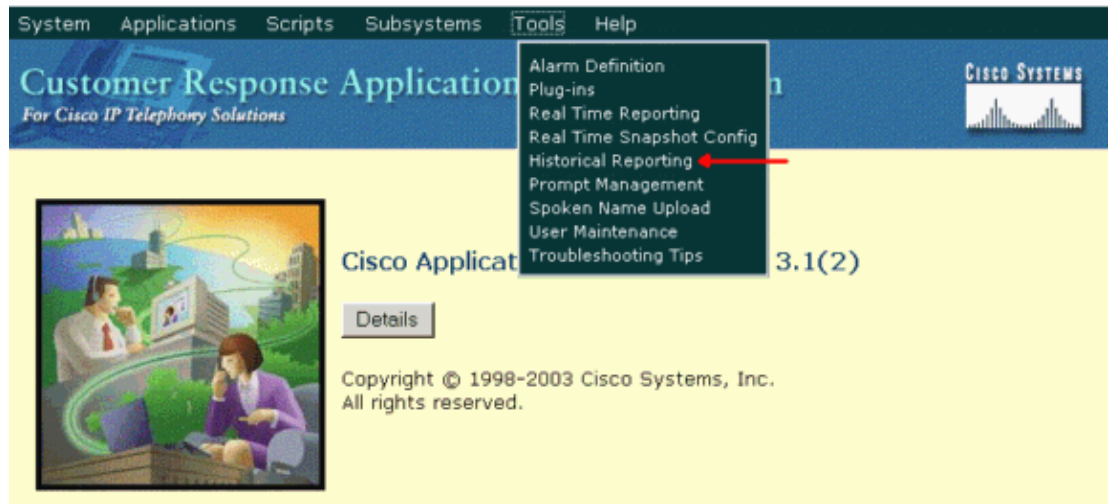 System Applications Scripts Subsystems Tools Help
Customer Response Application
For Cisco IP Telephony Solutions
CISCO SYSTEMS
Alarm Definition
Plug-ins
Real Time Reporting
Real Time Snapshot Config
Historical Reporting
Prompt Management
Spoken Name Upload
User Maintenance
Troubleshooting Tips
Cisco Applicat 3.1(2)
Details
Copyright © 1998-2003 Cisco Systems, Inc.
All rights reserved.